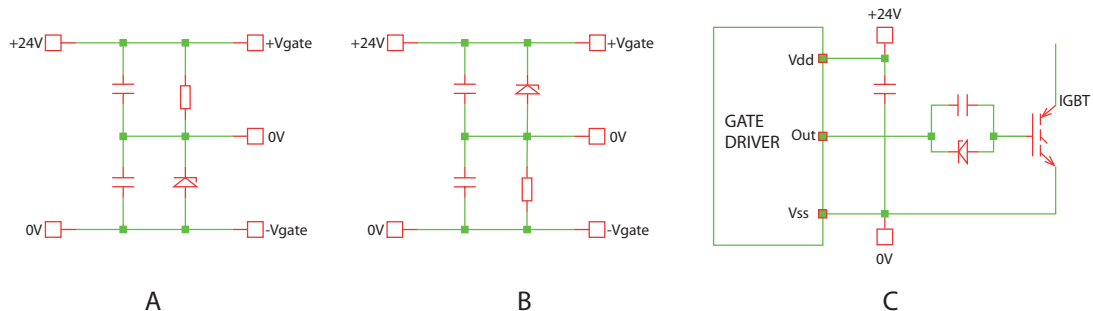 +24V
+Vgate
0V
0V
-Vgate
A
+24V
+Vgate
0V
0V
-Vgate
B
+24V
Vdd
GATE
DRIVER
Out
IGBT
Vss
0V
C